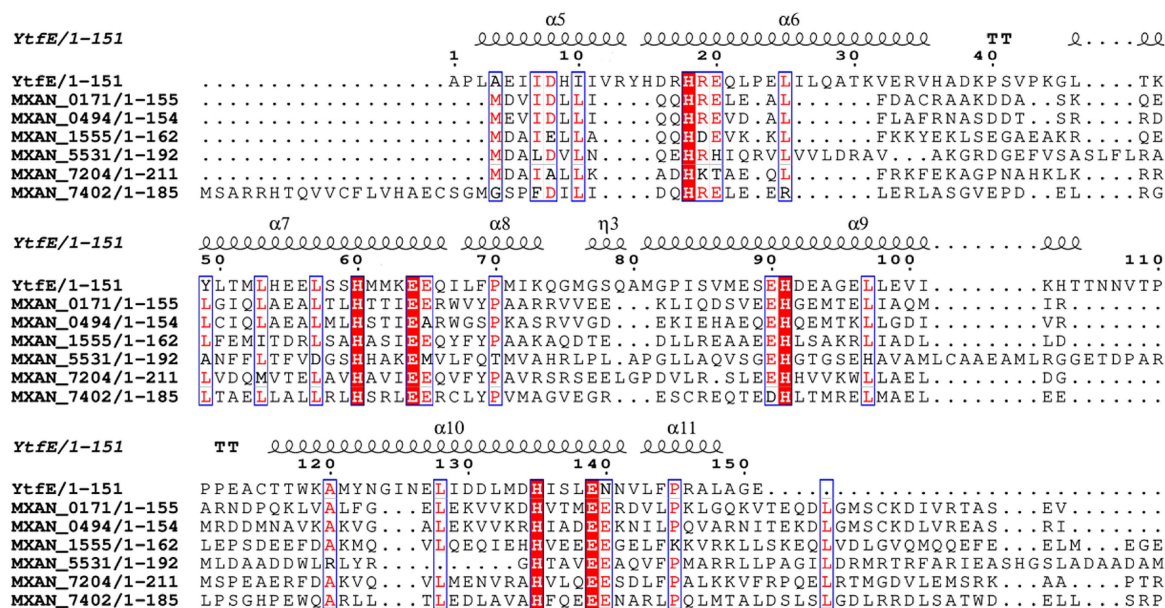 α5 α6
YtfE/1-151 TT ....
1 10 20 30 40
YtfE/1-151 ..................APLAEIIDHIIVRYHDRHREQLPELILQATKVERVHADKPSVPKGL....TK
MXAN_0171/1-155 .....................MDVIDLLI....QQHRELE.AL......FDACRAAKDDA..SK....QE
MXAN_0494/1-154 .....................MEVIDLLI....QQHREVD.AL......FLAFRNASDDT..SR....RD
MXAN_1555/1-162 .....................MDAIELLA....QQHDEVK.KL......FKKYEKLSEGAEAKR....QE
MXAN_5531/1-192 .....................MDALDVLN....QEHRHIQRVLVVLDRAV...AKGRDGEFVSASLFLRA
MXAN_7204/1-211 .....................MDAIALLK....ADHKTAE.QL......RKFEKAGPNAHKLK....RR
MXAN_7402/1-185 MSARRHTQVVCFLVHAECSGMGSPFDILI....DQHRELE.ER......LERLASGVEPD..EL....RG
α7 α8 η3 α9
YtfE/1-151 ........
50 60 70 80 90 100 110
YtfE/1-151 YLTMLHEELSSHMMKEEQILFPMIKQGMGSQAMGPISVMESEHDEAGELLEVI........KHTTNNVTP
MXAN_0171/1-155 LGIQLAEALTLHTTIEERWVYPAARRVVEE...KLIQDSVEEHGEMTELIAQM........IR.......
MXAN_0494/1-154 LCIQLAEALMLHSTIEARWGSPKASRVVGD...EKIEHAEQEHQEMTKLLGDI........VR.......
MXAN_1555/1-162 LFEMITDRLSAHASIEEQYFYPAAKAQDTE...DLLREAAEEHLSAKRLIADL........LD.......
MXAN_5531/1-192 ANFFLTFVDGSHHAKEMVLFQTMVAHRLPL.APGLLAQVSGEHGTGSEHAVAMLCAAEAMLRGGETDPAR
MXAN_7204/1-211 LVDQMVTELAVHAVIEEQVFYPAVRSRSEELGPDVLR.SLEEHHVVKWLLAEL........DG.......
MXAN_7402/1-185 LTAELLALLRLHSRLEERCLYPVMAGVEGR...ESCREQTEDHLTMRELMAEL........EE.......
α10 α11
YtfE/1-151 TT
120 130 140 150
YtfE/1-151 PPEACTTWKAMYNGINELIDDLMDHISLENNVLFPRALAGE......
MXAN_0171/1-155 ARNDPQKLVALFG...ALEKVVKDHVTMEERDVLPKLGQKVTEQDLGMSCKDIVRTAS...EV....
MXAN_0494/1-154 MRDDMNAVKAKVG...ALEKVVKRHIADEEKNILPQVARNITEKDLGMSLKDVREAS...RI....
MXAN_1555/1-162 LEPSDEEFDAKMQ...VLQEQIEHHVEEEEGELFKKVRKLLSKEQLVDLGVQMQQEFE...ELM...EGE
MXAN_5531/1-192 MLDAADDWLRLYR.........GHTAVEEAQVFPMARRLLPAGILDRMRTRFARIEASHGSLADAADAM
MXAN_7204/1-211 MSPEAERFDAKVQ...VLMENVRAHVLQEESDLFPALKKVFRPQELRTMGDVLEMSRK...AA...PTR
MXAN_7402/1-185 LPSGHPEWQARLL...TLEDLAVAHFQEEENARLPQLMTALDSLSLGDLRRDLSATWD...ELL...SRP